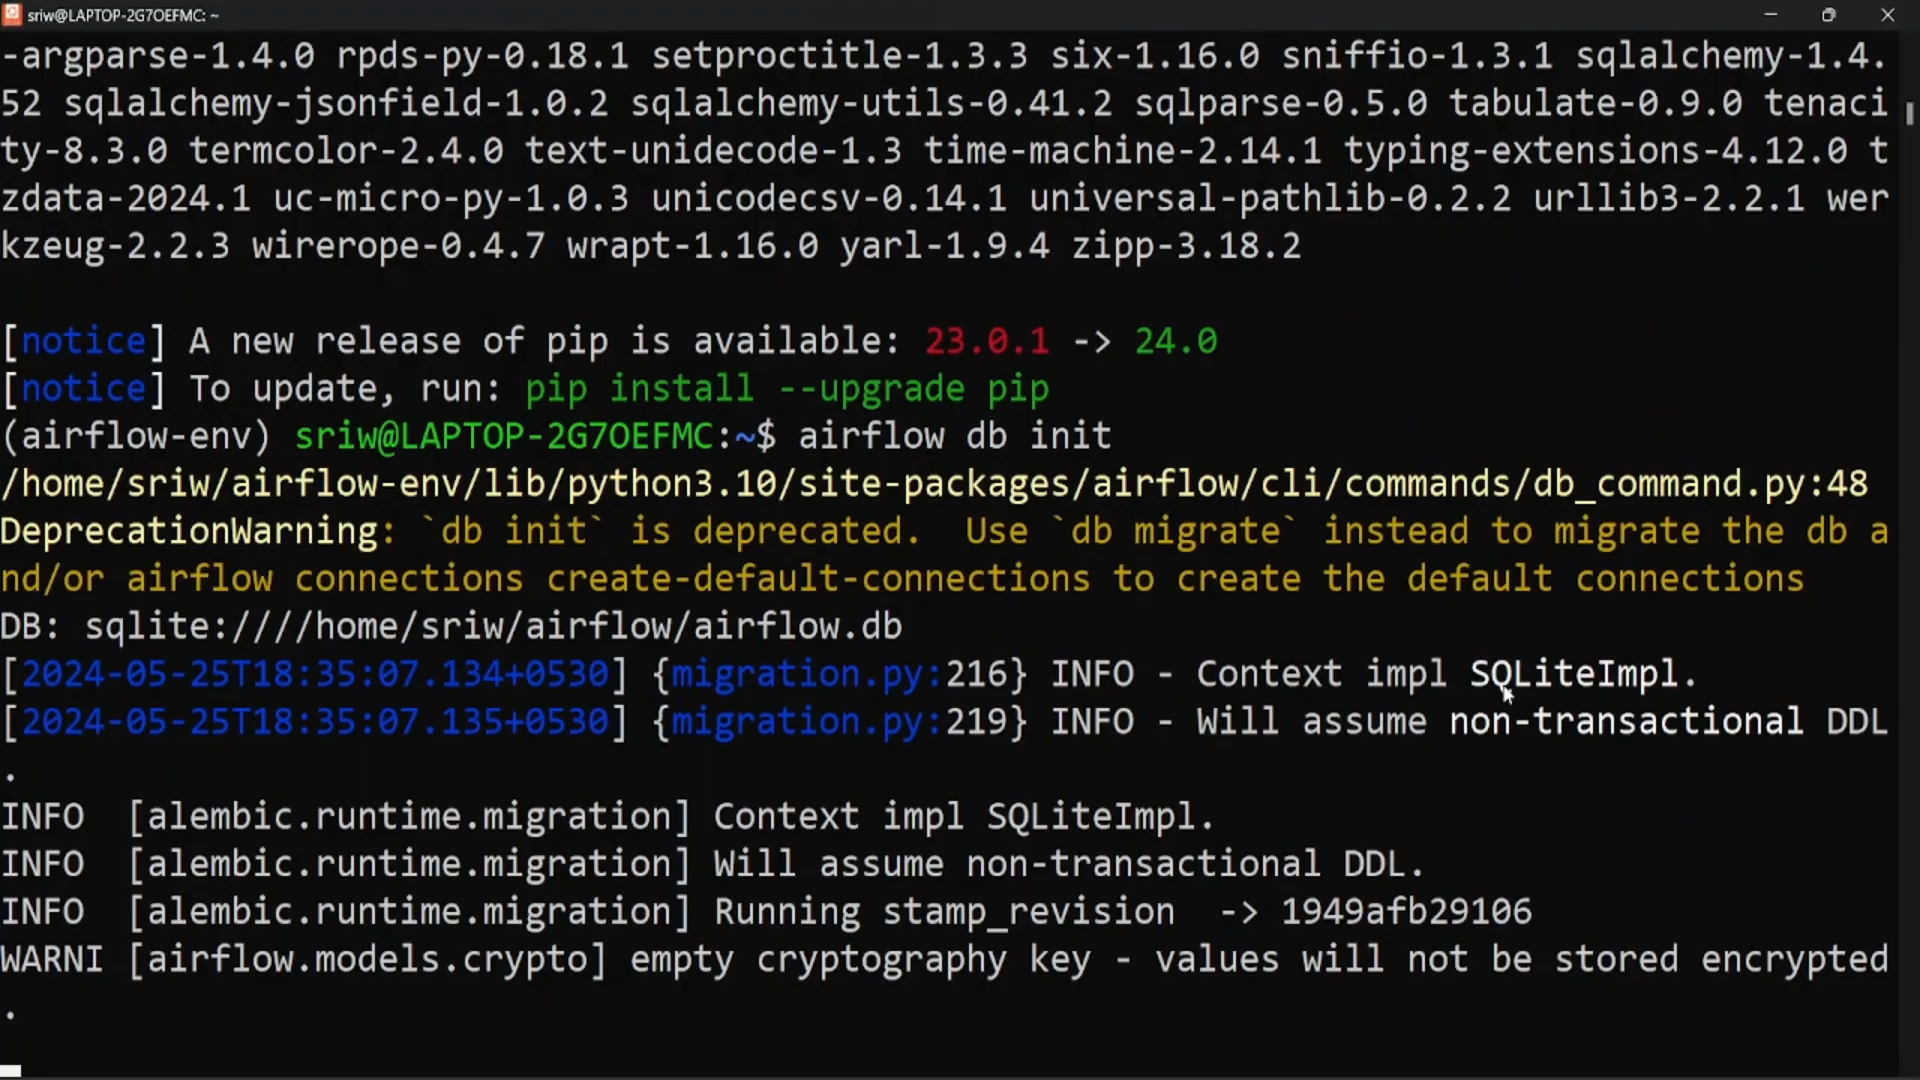 sriw@LAPTOP-2G7OEFMC: ~
-argparse-1.4.0 rpds-py-0.18.1 setproctitle-1.3.3 six-1.16.0 sniffio-1.3.1 sqlalchemy-1.4.
52 sqlalchemy-jsonfield-1.0.2 sqlalchemy-utils-0.41.2 sqlparse-0.5.0 tabulate-0.9.0 tenaci
ty-8.3.0 termcolor-2.4.0 text-unidecode-1.3 time-machine-2.14.1 typing-extensions-4.12.0 t
zdata-2024.1 uc-micro-py-1.0.3 unicodecsv-0.14.1 universal-pathlib-0.2.2 urllib3-2.2.1 wer
kzeug-2.2.3 wirerope-0.4.7 wrapt-1.16.0 yarl-1.9.4 zipp-3.18.2
[notice] A new release of pip is available: 23.0.1 -> 24.0
[notice] To update, run: pip install --upgrade pip
(airflow-env) sriw@LAPTOP-2G7OEFMC:~$ airflow db init
/home/sriw/airflow-env/lib/python3.10/site-packages/airflow/cli/commands/db_command.py:48
DeprecationWarning: `db init` is deprecated.  Use `db migrate` instead to migrate the db a
nd/or airflow connections create-default-connections to create the default connections
DB: sqlite:////home/sriw/airflow/airflow.db
[2024-05-25T18:35:07.134+0530] {migration.py:216} INFO - Context impl SQLiteImpl.
[2024-05-25T18:35:07.135+0530] {migration.py:219} INFO - Will assume non-transactional DDL
.
INFO  [alembic.runtime.migration] Context impl SQLiteImpl.
INFO  [alembic.runtime.migration] Will assume non-transactional DDL.
INFO  [alembic.runtime.migration] Running stamp_revision  -> 1949afb29106
WARNI [airflow.models.crypto] empty cryptography key - values will not be stored encrypted
.